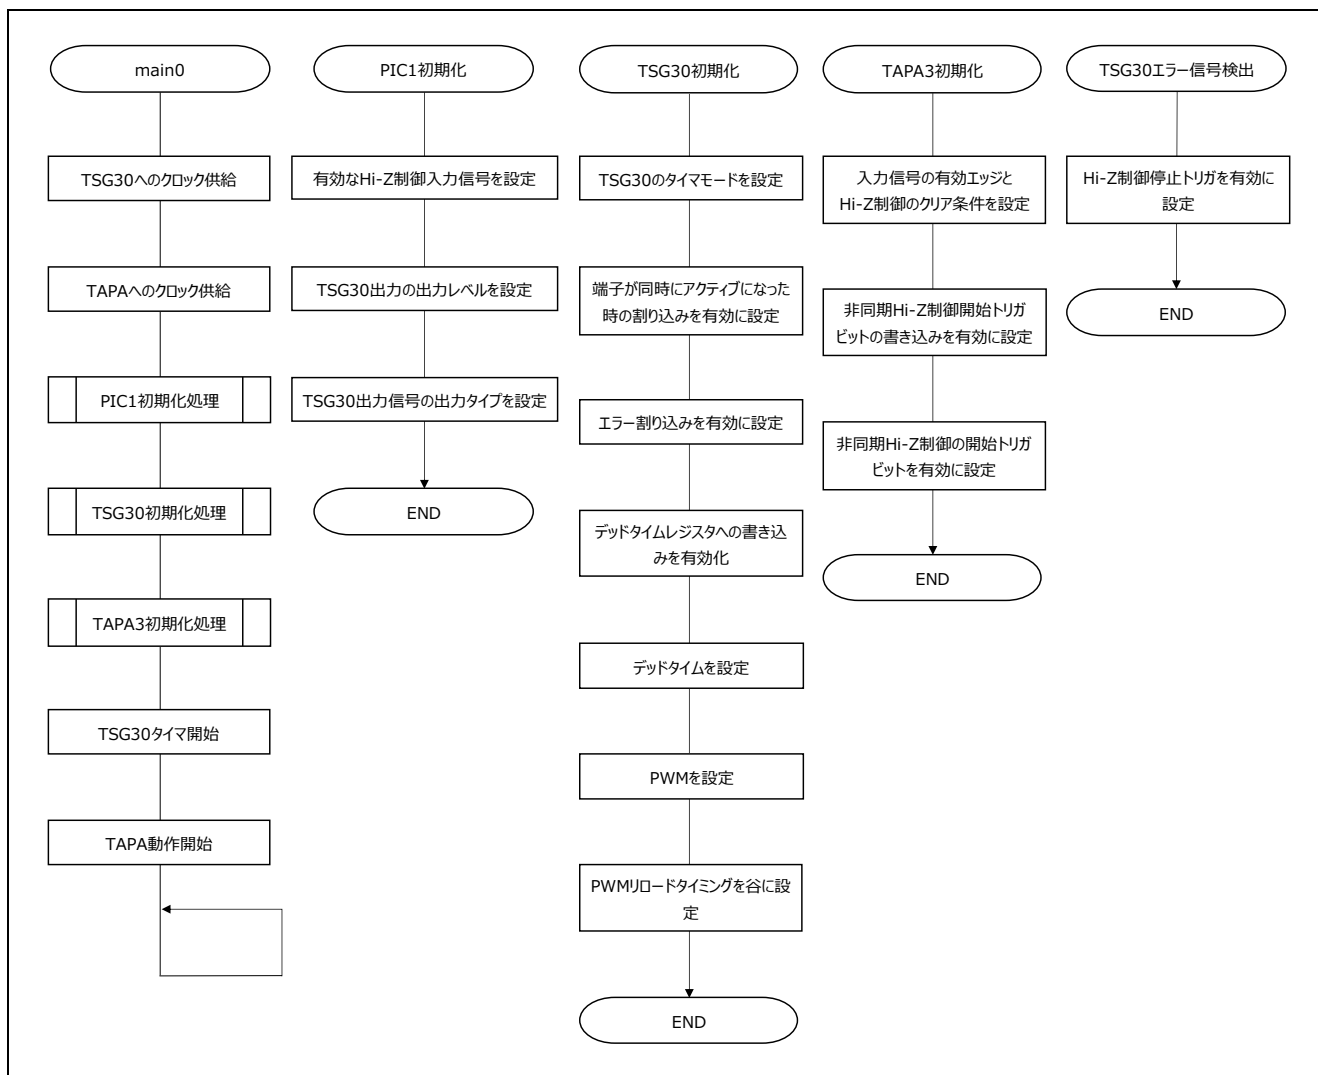 main0
TSG30へのクロック供給
TAPAへのクロック供給
PIC1初期化処理
TSG30初期化処理
TAPA3初期化処理
TSG30タイマ開始
TAPA動作開始
PIC1初期化
有効なHi-Z制御入力信号を設定
TSG30出力の出力レベルを設定
TSG30出力信号の出力タイプを設定
END
TSG30初期化
TSG30のタイマモードを設定
端子が同時にアクティブになった
時の割り込みを有効に設定
エラー割り込みを有効に設定
デッドタイムレジスタへの書き込
みを有効化
デッドタイムを設定
PWMを設定
PWMリロードタイミングを谷に設
定
END
TAPA3初期化
入力信号の有効エッジと
Hi-Z制御のクリア条件を設定
非同期Hi-Z制御開始トリガ
ビットの書き込みを有効に設定
非同期Hi-Z制御の開始トリガ
ビットを有効に設定
END
TSG30エラー信号検出
Hi-Z制御停止トリガを有効に
設定
END